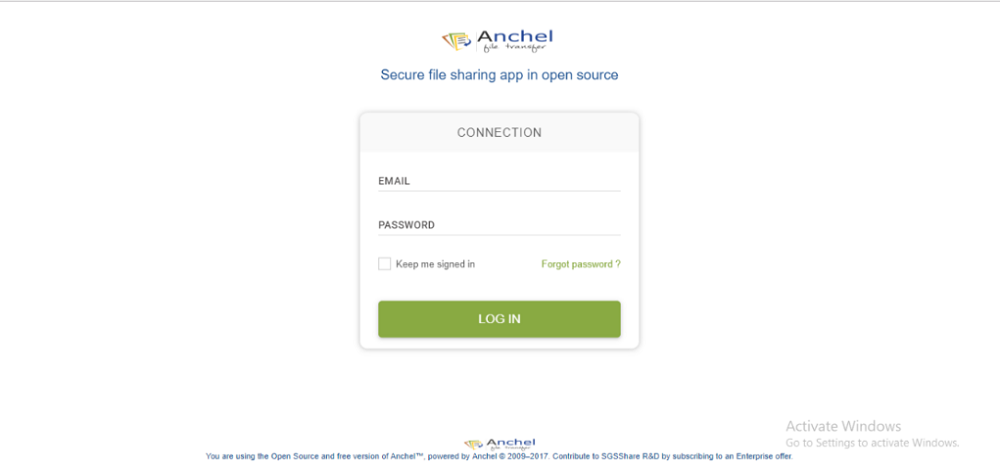 Anchel
file transfer
Secure file sharing app in open source
CONNECTION
EMAIL
PASSWORD
Keep me signed in Forgot password ?
LOG IN
Activate Windows
Go to Settings to activate Windows.
Anchel
file transfer
You are using the Open Source and free version of Anchel™, powered by Anchel © 2009–2017. Contribute to SGSShare R&D by subscribing to an Enterprise offer.